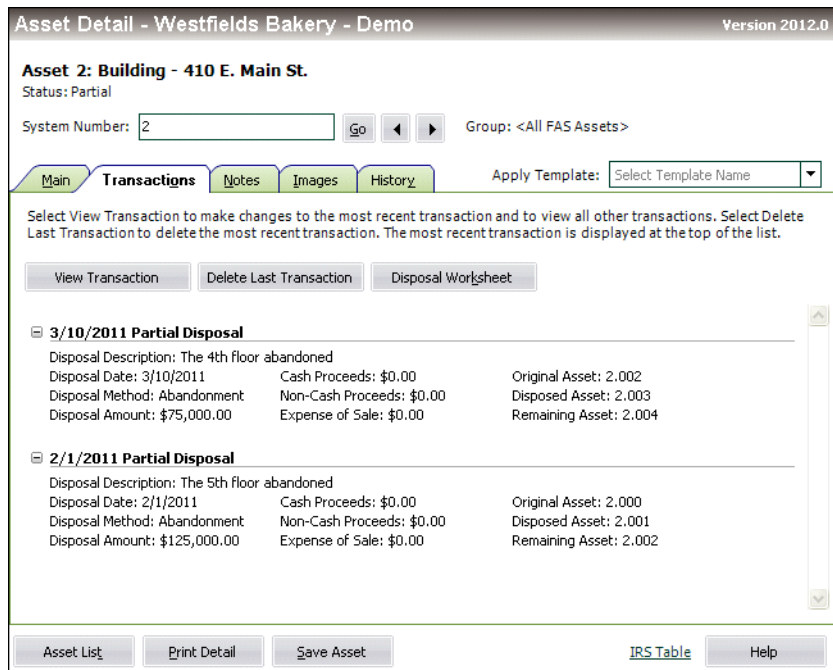 Asset Detail - Westfields Bakery - Demo Version 2012.0
Asset 2: Building - 410 E. Main St.
Status: Partial
System Number: 2 Go Group: <All FAS Assets>
Main Transactions Notes Images History Apply Template: Select Template Name
Select View Transaction to make changes to the most recent transaction and to view all other transactions. Select Delete
Last Transaction to delete the most recent transaction. The most recent transaction is displayed at the top of the list.
View Transaction Delete Last Transaction Disposal Worksheet
3/10/2011 Partial Disposal
Disposal Description: The 4th floor abandoned
Disposal Date: 3/10/2011 Cash Proceeds: $0.00 Original Asset: 2.002
Disposal Method: Abandonment Non-Cash Proceeds: $0.00 Disposed Asset: 2.003
Disposal Amount: $75,000.00 Expense of Sale: $0.00 Remaining Asset: 2.004
2/1/2011 Partial Disposal
Disposal Description: The 5th floor abandoned
Disposal Date: 2/1/2011 Cash Proceeds: $0.00 Original Asset: 2.000
Disposal Method: Abandonment Non-Cash Proceeds: $0.00 Disposed Asset: 2.001
Disposal Amount: $125,000.00 Expense of Sale: $0.00 Remaining Asset: 2.002
Asset List Print Detail Save Asset IRS Table Help